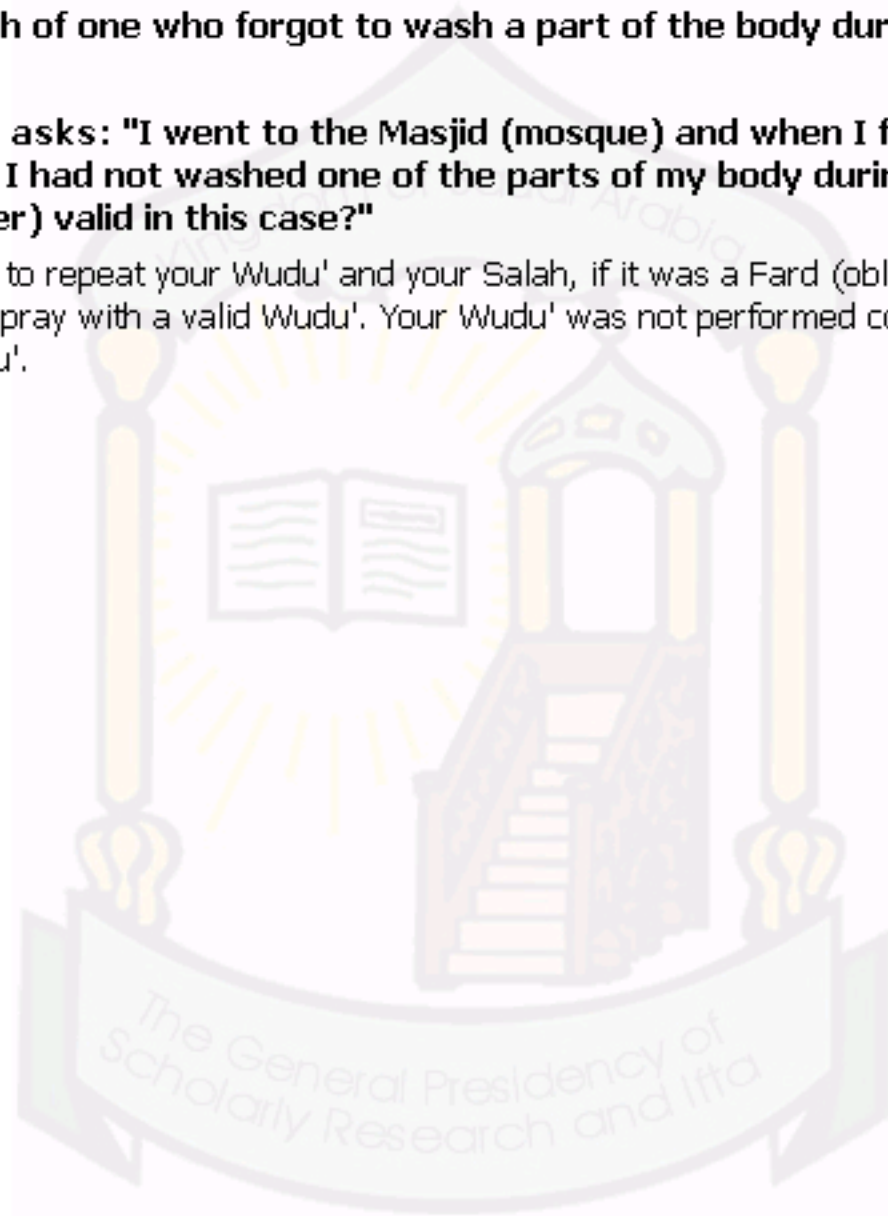 h of one who forgot to wash a part of the body dur
asks: "I went to the Masjid (mosque) and when I f
I had not washed one of the parts of my body durin
er) valid in this case?"
to repeat your Wudu' and your Salah, if it was a Fard (obl
pray with a valid Wudu'. Your Wudu' was not performed co
u'.
Kingdom of Saudi Arabia
The General Presidency of
Scholarly Research and Ifta